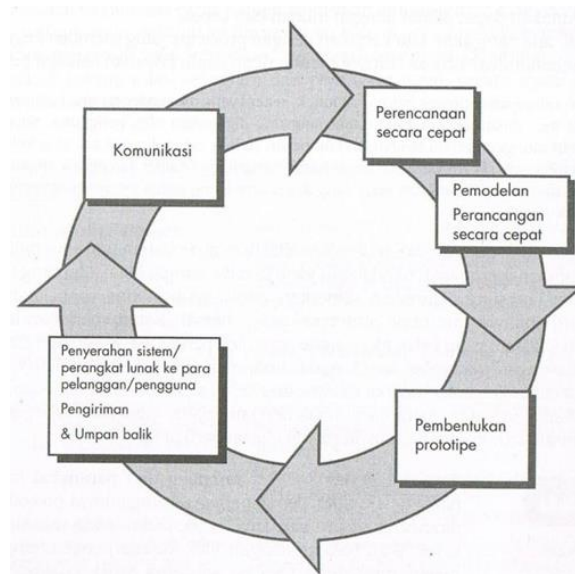 Komunikasi
Perencanaan
secara cepat
Pemodelan
Perancangan
secara cepat
Pembentukan
prototipe
Penyerahan sistem/
perangkat lunak ke para
pelanggan/pengguna
Pengiriman
& Umpan balik